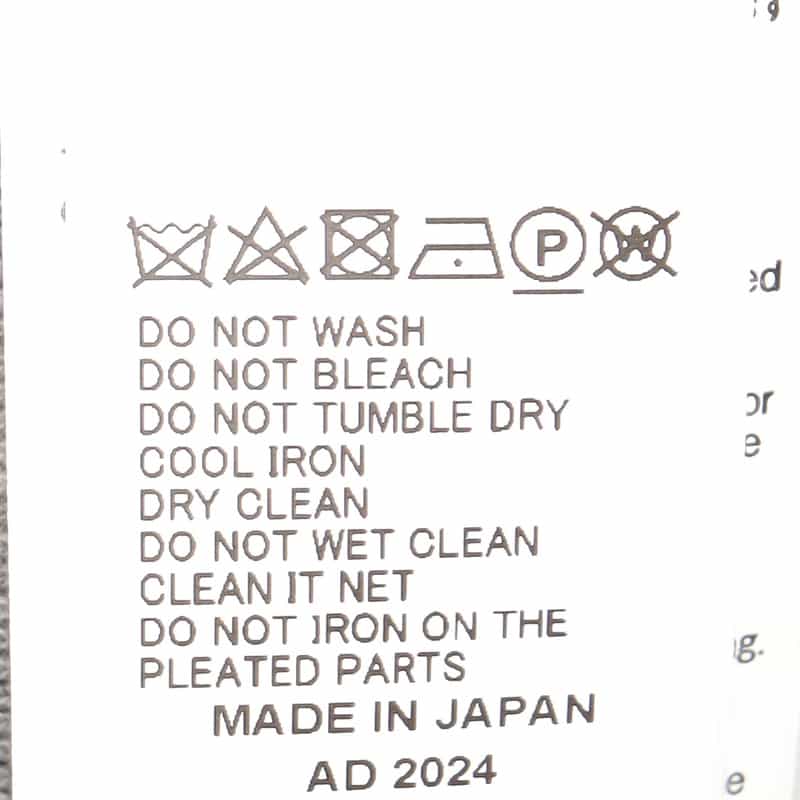 P W
DO NOT WASH
DO NOT BLEACH
DO NOT TUMBLE DRY
COOL IRON
DRY CLEAN
DO NOT WET CLEAN
CLEAN IT NET
DO NOT IRON ON THE
PLEATED PARTS
MADE IN JAPAN
AD 2024